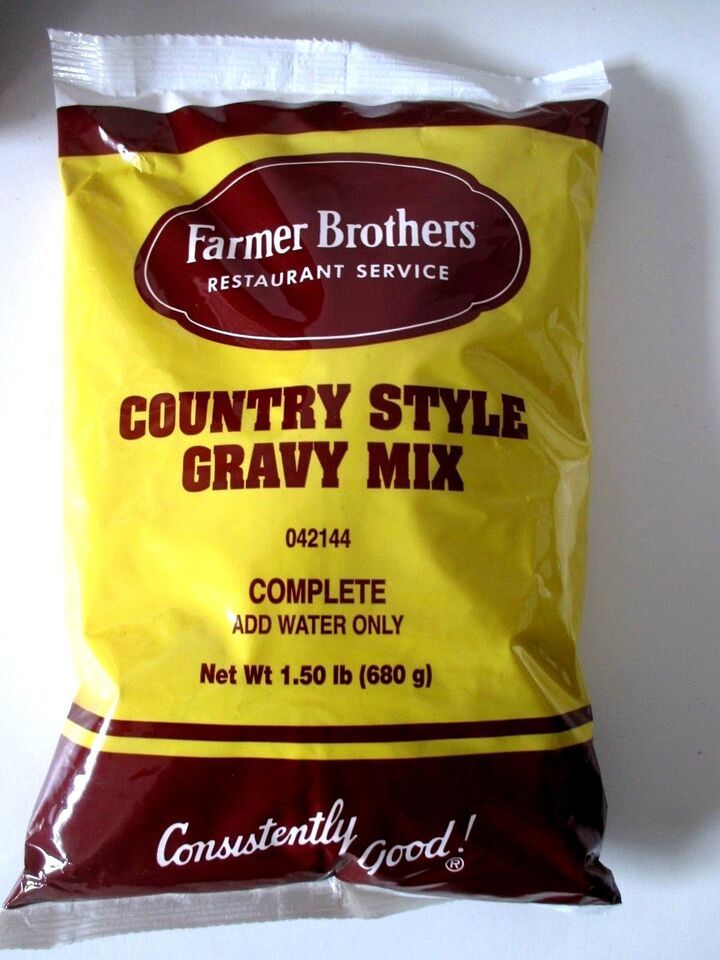 Farmer Brothers
RESTAURANT SERVICE
COUNTRY STYLE
GRAVY MIX
042144
COMPLETE
ADD WATER ONLY
Net Wt 1.50 lb (680 g)
Consistently Good! ®